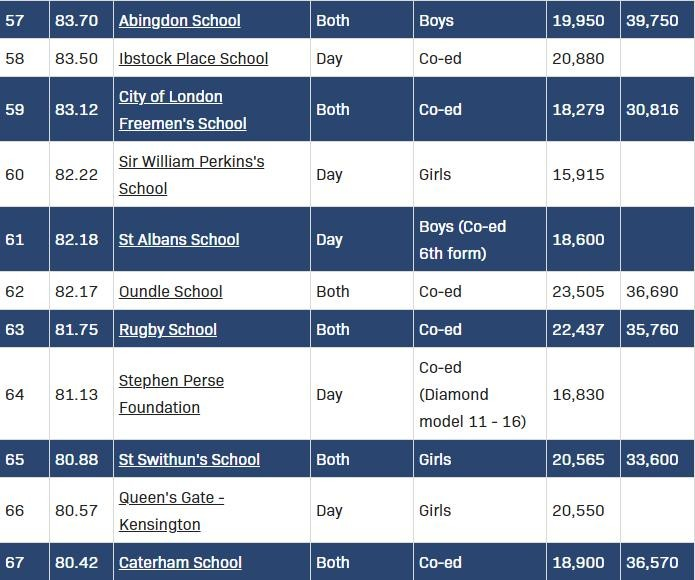 57 83.70 Abingdon School Both Boys 19,950 39,750
58 83.50 Ibstock Place School Day Co-ed 20,880
59 83.12 City of London
Freemen's School Both Co-ed 18,279 30,816
60 82.22 Sir William Perkins's
School Day Girls 15,915
61 82.18 St Albans School Day Boys (Co-ed
6th form) 18,600
62 82.17 Oundle School Both Co-ed 23,505 36,690
63 81.75 Rugby School Both Co-ed 22,437 35,760
64 81.13 Stephen Perse
Foundation Day Co-ed
(Diamond
model 11 - 16) 16,830
65 80.88 St Swithun's School Both Girls 20,565 33,600
66 80.57 Queen's Gate -
Kensington Day Girls 20,550
67 80.42 Caterham School Both Co-ed 18,900 36,570